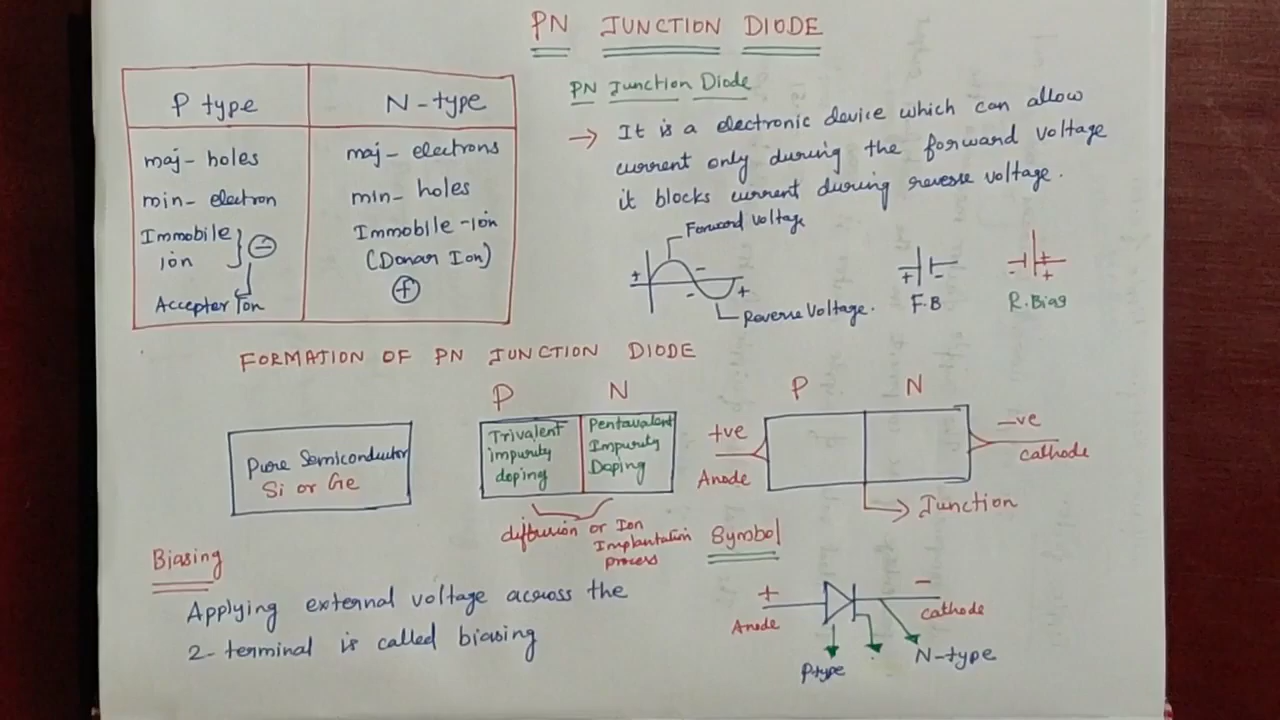 PN JUNCTION DIODE
P type
N-type
maj- holes
maj- electrons
min- electron
min- holes
Immobile
ion
-
Immobile -ion
(Donar Ion)
+
Acceptor Ion
PN Junction Diode
→ It is a electronic device which can allow
current only during the forward voltage
it blocks current during reverse voltage.
Forward voltage
+
-
-
+
Reverse Voltage.
+ -
F.B
- +
+
R.Bias
FORMATION OF PN JUNCTION DIODE
Pure Semiconductor
Si or Ge
P
N
Trivalent
impurity
doping
Pentavalent
Impurity
Doping
diffusion or Ion
Implantation
process
P
N
+ve
Anode
-ve
cathode
Junction
Biasing
Applying external voltage across the
2- terminal is called biasing
Symbol
+
Anode
-
cathode
Ptype
N-type